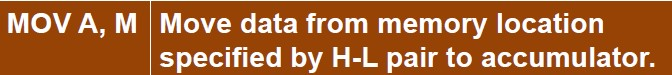 MOV A, M Move data from memory location
specified by H-L pair to accumulator.